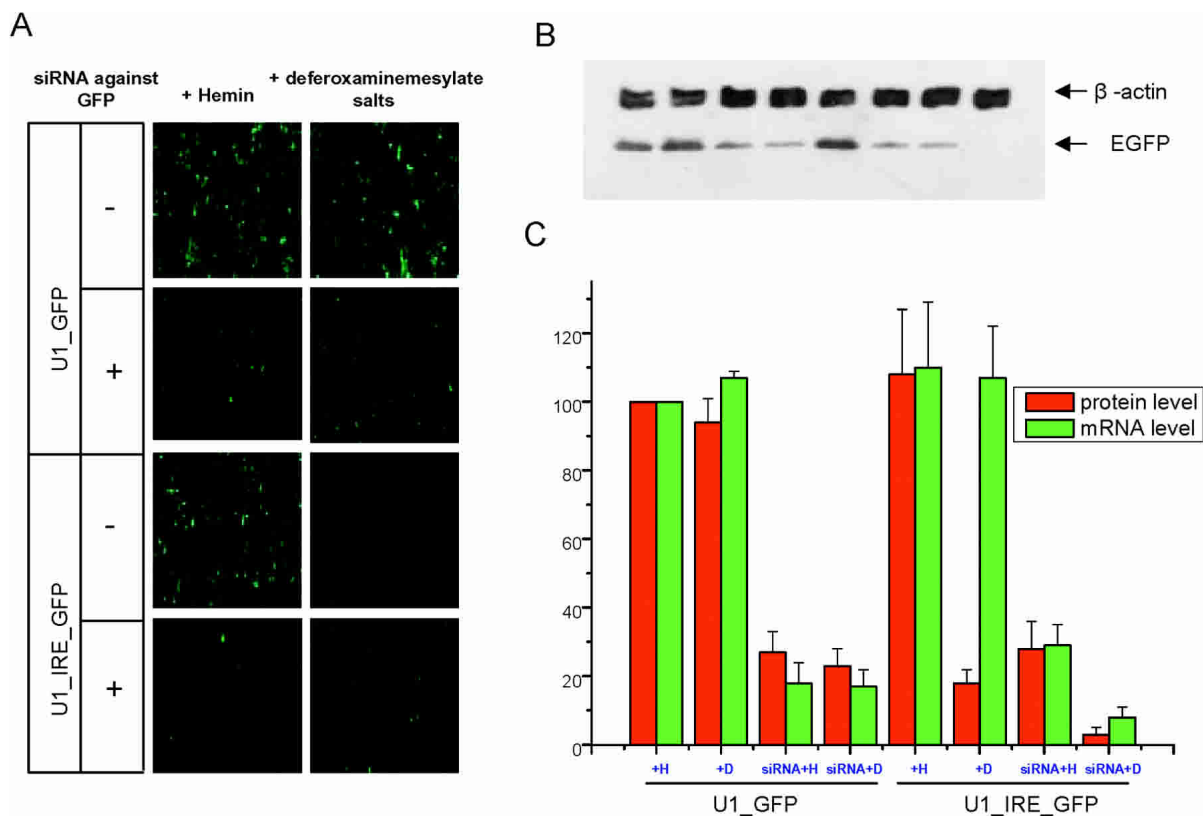 A
siRNA against
GFP
+ Hemin
+ deferoxaminemesylate
salts
U1_GFP
-
+
U1_IRE_GFP
-
+
B
β -actin
EGFP
C
120
100
80
60
40
20
0
protein level
mRNA level
+H
+D
siRNA+H
siRNA+D
+H
+D
siRNA+H
siRNA+D
U1_GFP
U1_IRE_GFP